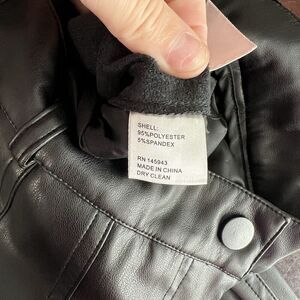 SHELL:
95%POLYESTER
5%SPANDEX
RN 145943
MADE IN CHINA
DRY CLEAN